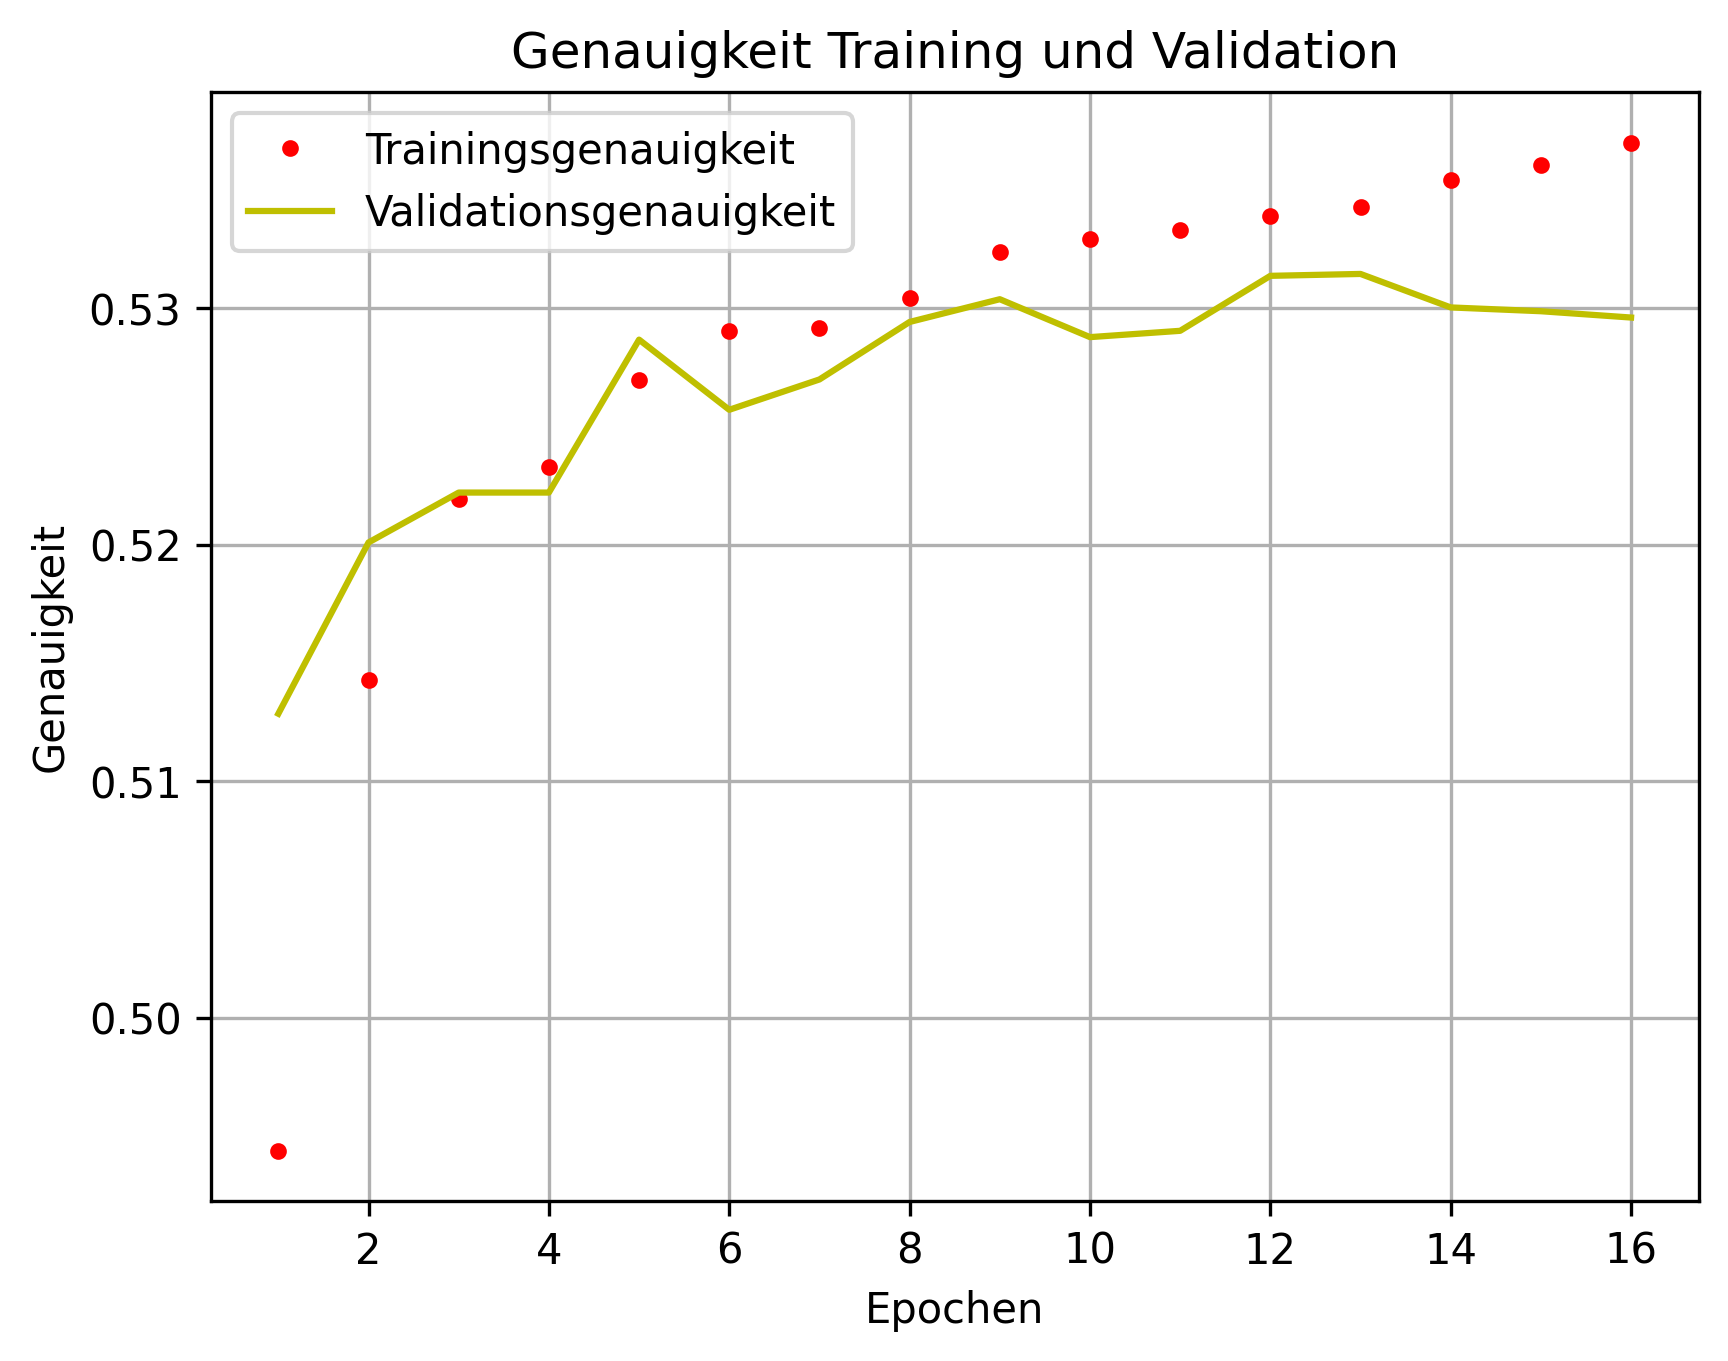 Genauigkeit Training und Validation
Trainingsgenauigkeit
Validationsgenauigkeit
Genauigkeit
0.53
0.52
0.51
0.50
2 4 6 8 10 12 14 16
Epochen